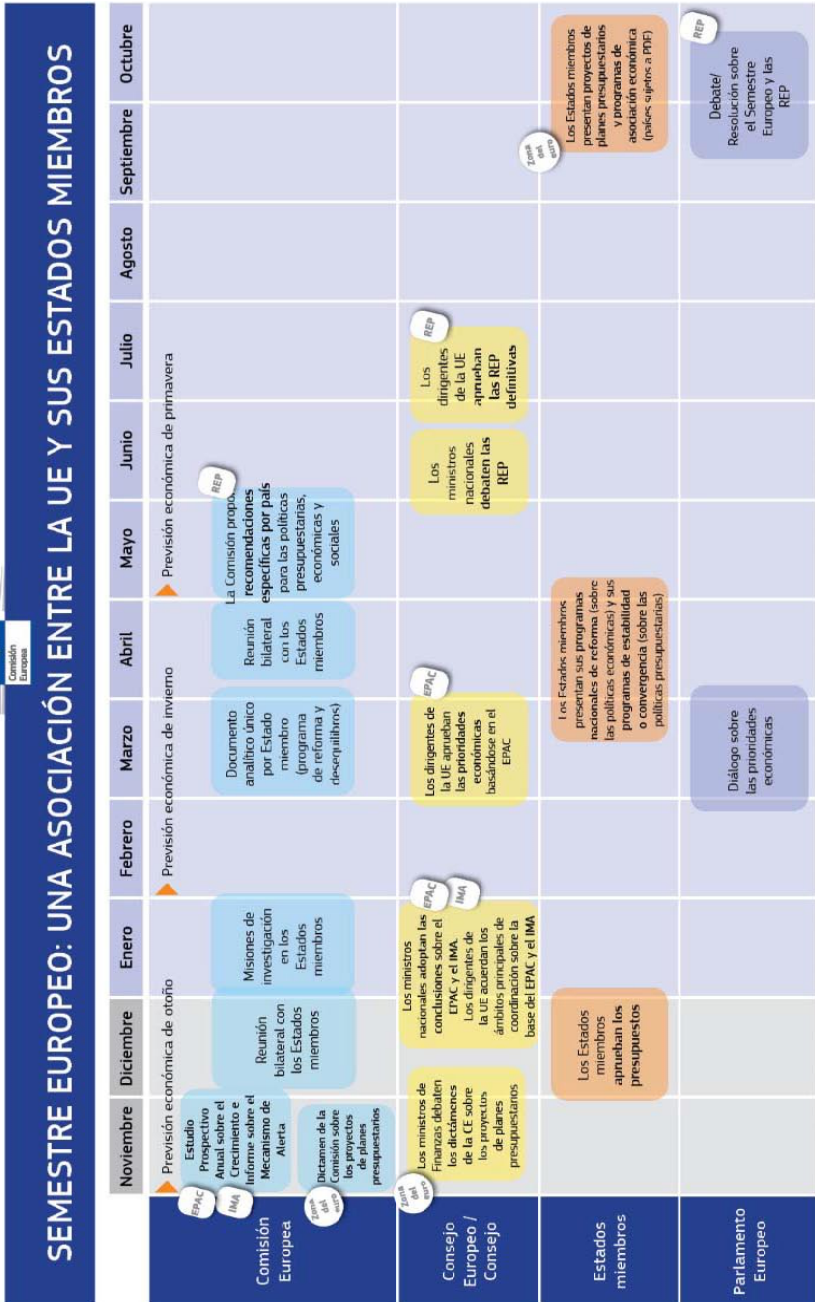 Comisión
Europea
SEMESTRE EUROPEO: UNA ASOCIACIÓN ENTRE LA UE Y SUS ESTADOS MIEMBROS
Noviembre
Diciembre
Enero
Febrero
Marzo
Abril
Mayo
Junio
Julio
Agosto
Septiembre
Octubre
Comisión
Europea
Previsión económica de otoño
Previsión económica de invierno
Previsión económica de primavera
EPAC
IMA
Estudio
Prospectivo
Anual sobre el
Crecimiento e
Informe sobre el
Mecanismo de
Alerta
Zona
del
euro
Dictamen de la
Comisión sobre
los proyectos
de planes
presupuestarios
Reunión
bilateral con
los Estados
miembros
Misiones de
investigación
en los
Estados
miembros
Documento
analítico único
por Estado
miembro
(programa
de reforma y
desequilibros)
Reunión
bilateral
con los
Estados
miembros
REP
La Comisión propo
recomendaciones
específicas por país
para las políticas
presupuestarias,
económicas y
sociales
Consejo
Europeo /
Consejo
Zona
del
euro
Los ministros de
Finanzas debaten
los dictámenes
de la CE sobre
los proyectos
de planes
presupuestarios
EPAC
IMA
Los ministros
nacionales adoptan las
conclusiones sobre el
EPAC y el IMA.
Los dirigentes de
la UE acuerdan los
ámbitos principales de
coordinación sobre la
base del EPAC y el IMA
EPAC
Los dirigentes de
la UE aprueban
las prioridades
económicas
basándose en el
EPAC
Los
ministros
nacionales
debaten las
REP
REP
Los
dirigentes
de la UE
aprueban
las REP
definitivas
Estados
miembros
Los Estados
miembros
aprueban los
presupuestos
Los Estados miembros
presentan sus programas
nacionales de reforma (sobre
las políticas económicas) y sus
programas de estabilidad
o convergencia (sobre las
políticas presupuestarias)
Zona
del
euro
Los Estados miembros
presentan proyectos de
planes presupuestarios
y programas de
asociación económica
(países sujetos a PDF)
Parlamento
Europeo
Diálogo sobre
las prioridades
económicas
REP
Debate/
Resolución sobre
el Semestre
Europeo y las
REP